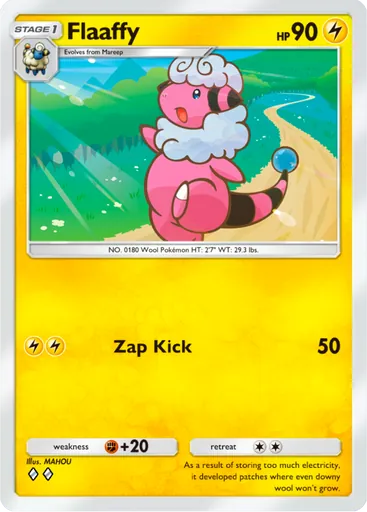 STAGE 1
Flaaffy
HP 90
Evolves from Mareep
NO. 0180 Wool Pokémon HT: 2'7" WT: 29.3 lbs.
Zap Kick 50
weakness +20 retreat
Illus. MAHOU
As a result of storing too much electricity,
it developed patches where even downy
wool won't grow.